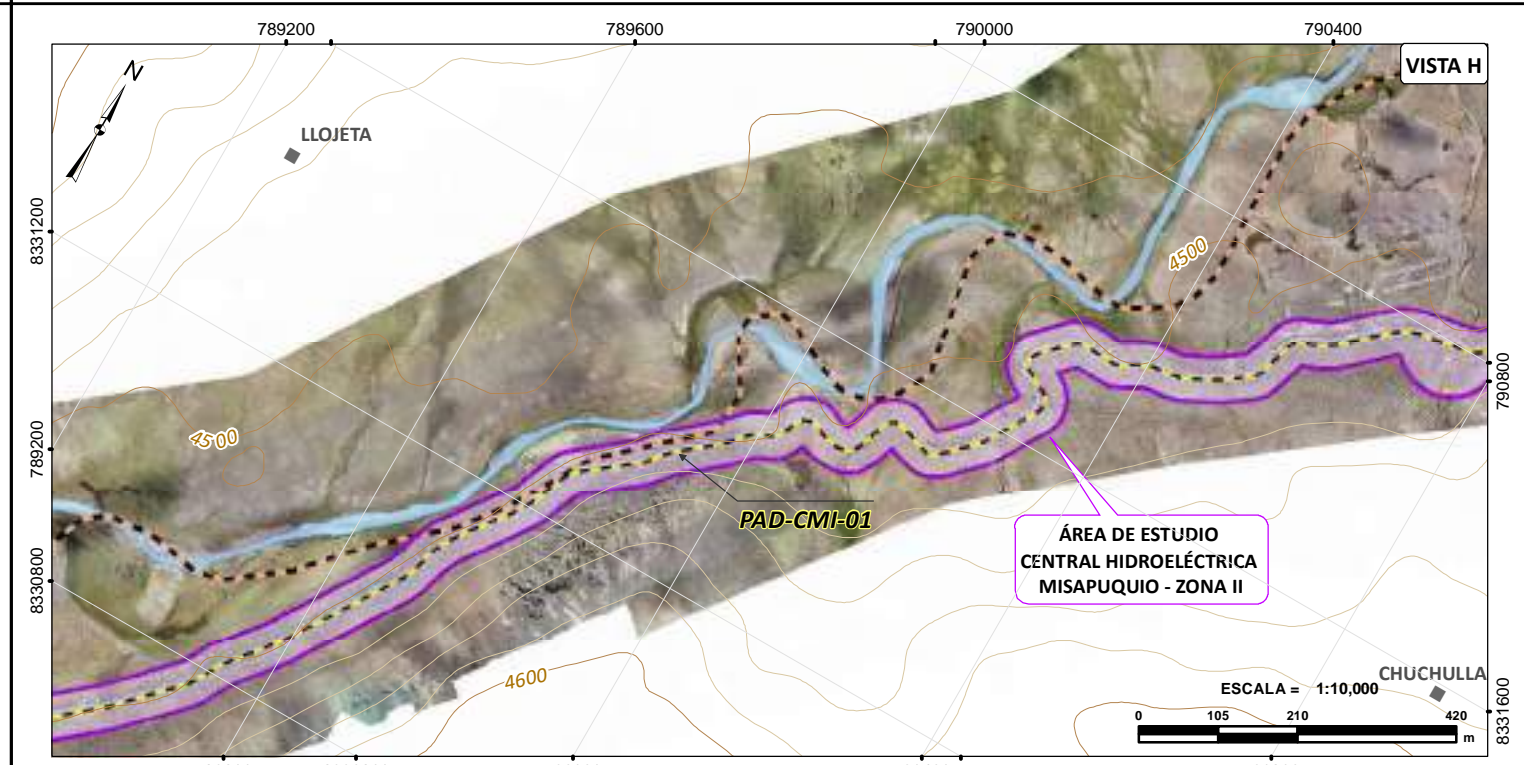 789200
789600
790000
790400
VISTA H
N
LLOJETA
8331200
4500
4500
789200
790800
PAD-CMI-01
ÁREA DE ESTUDIO
CENTRAL HIDROELÉCTRICA
MISAPUQUIO - ZONA II
8330800
4600
CHUCHULLA
ESCALA = 1:10,000
0 105 210 420
m
8331600